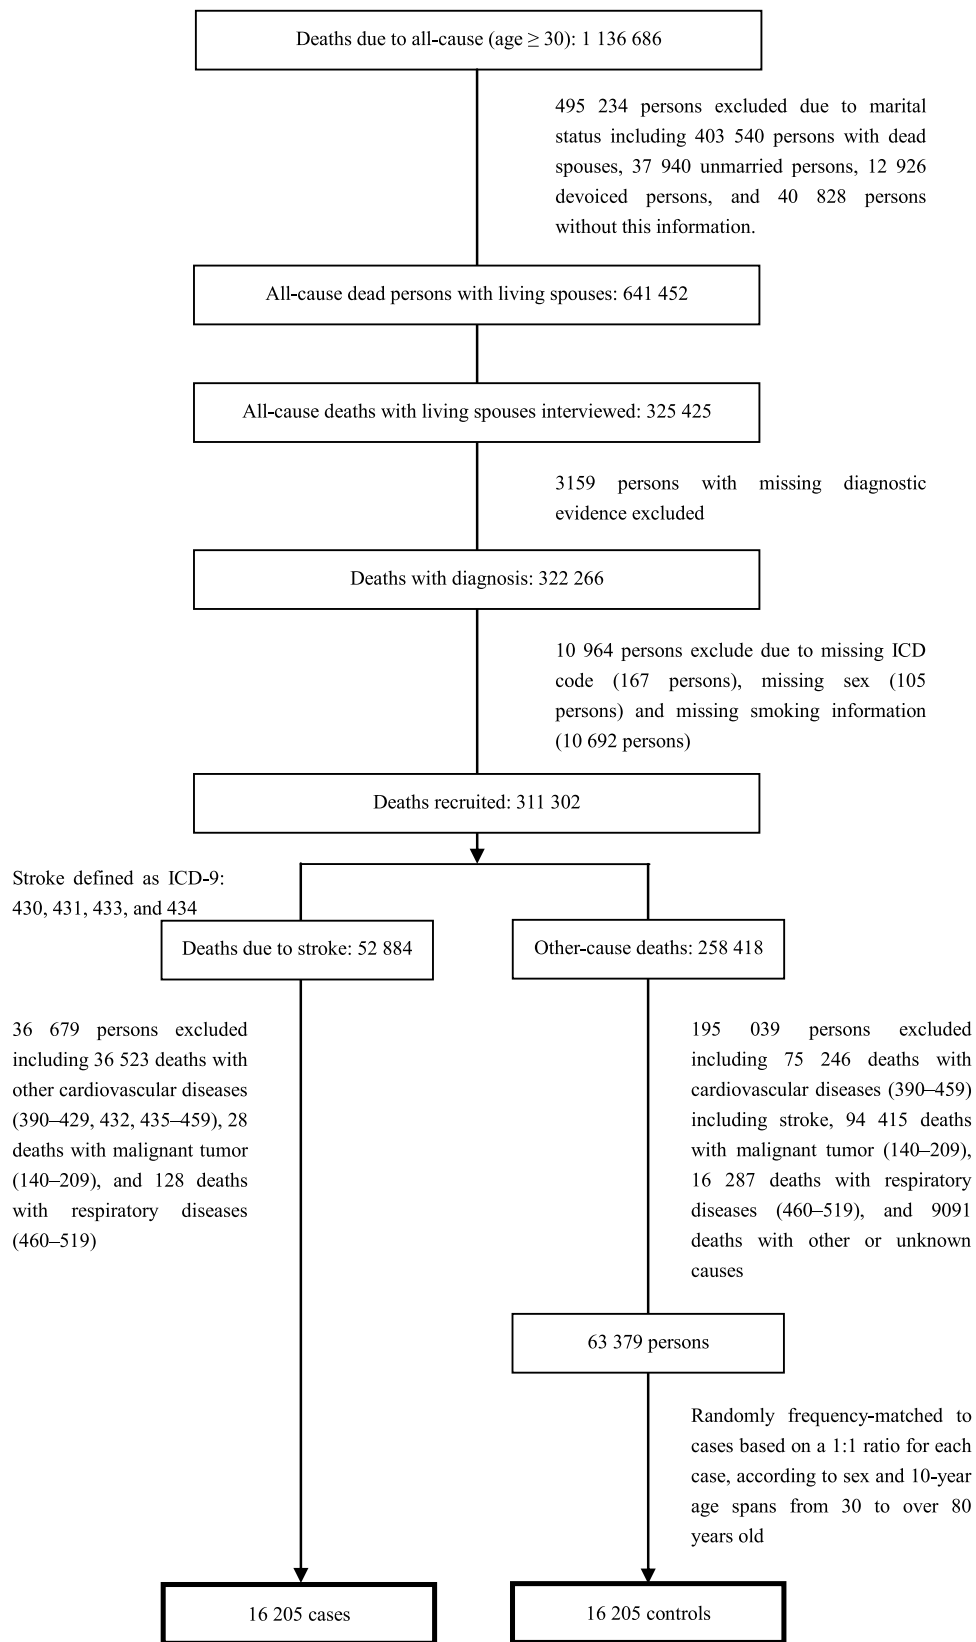 Deaths due to all-cause (age ≥ 30): 1 136 686
495 234 persons excluded due to marital
status including 403 540 persons with dead
spouses, 37 940 unmarried persons, 12 926
devoiced persons, and 40 828 persons
without this information.
All-cause dead persons with living spouses: 641 452
All-cause deaths with living spouses interviewed: 325 425
3159 persons with missing diagnostic
evidence excluded
Deaths with diagnosis: 322 266
10 964 persons exclude due to missing ICD
code (167 persons), missing sex (105
persons) and missing smoking information
(10 692 persons)
Deaths recruited: 311 302
Stroke defined as ICD-9:
430, 431, 433, and 434
Deaths due to stroke: 52 884
Other-cause deaths: 258 418
36 679 persons excluded
including 36 523 deaths with
other cardiovascular diseases
(390–429, 432, 435–459), 28
deaths with malignant tumor
(140–209), and 128 deaths
with respiratory diseases
(460–519)
195 039 persons excluded
including 75 246 deaths with
cardiovascular diseases (390–459)
including stroke, 94 415 deaths
with malignant tumor (140–209),
16 287 deaths with respiratory
diseases (460–519), and 9091
deaths with other or unknown
causes
63 379 persons
Randomly frequency-matched to
cases based on a 1:1 ratio for each
case, according to sex and 10-year
age spans from 30 to over 80
years old
16 205 cases
16 205 controls